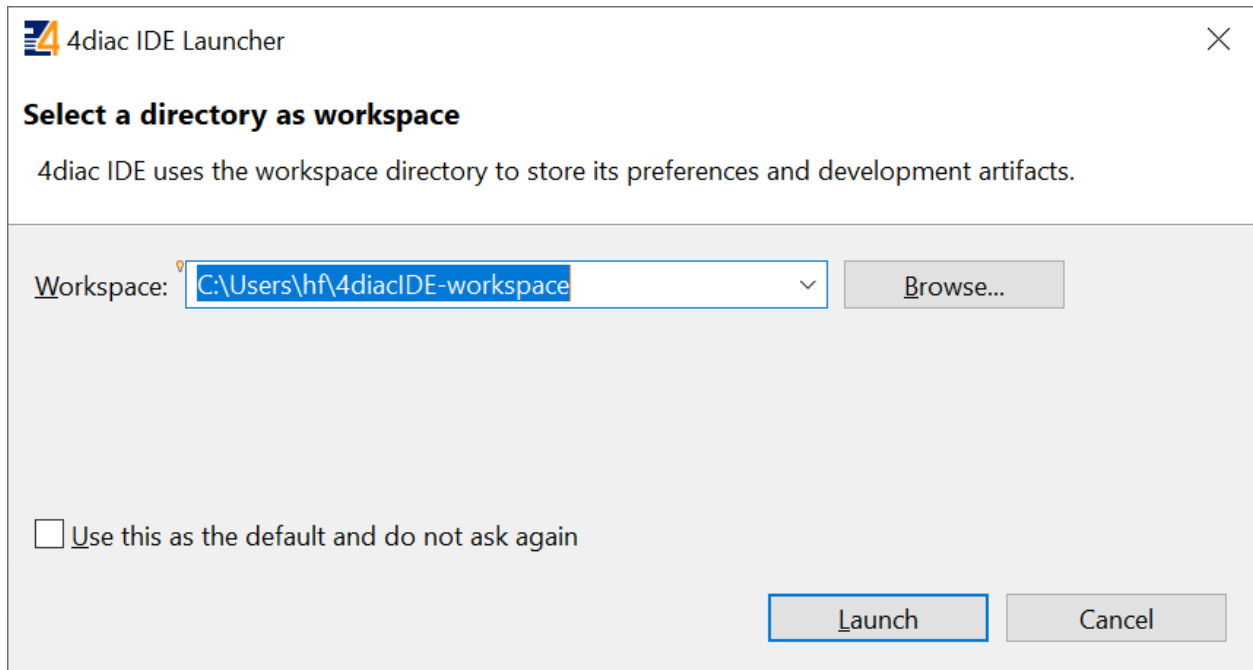 4diac IDE Launcher
Select a directory as workspace
4diac IDE uses the workspace directory to store its preferences and development artifacts.
Workspace: C:\Users\hf\4diacIDE-workspace Browse...
Use this as the default and do not ask again
Launch Cancel